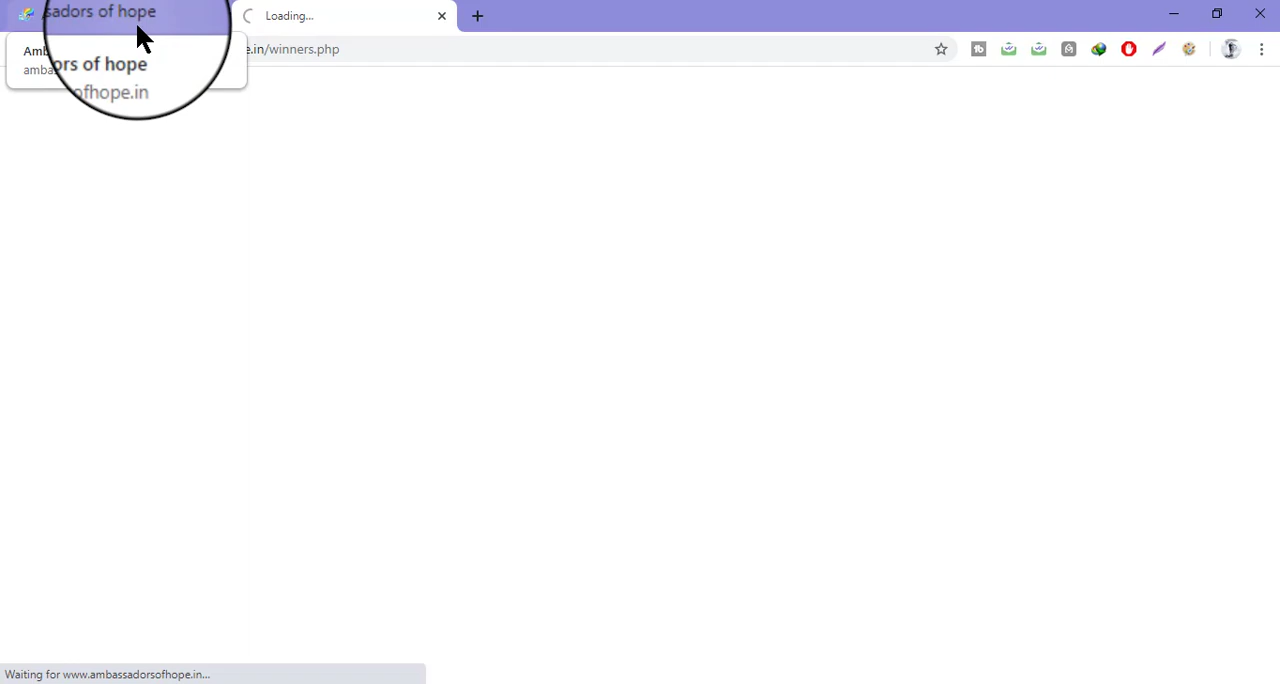 sadors of hope
Loading...
Amb
ors of hope
e.in/winners.php
amba
ofhope.in
Waiting for www.ambassadorsofhope.in...